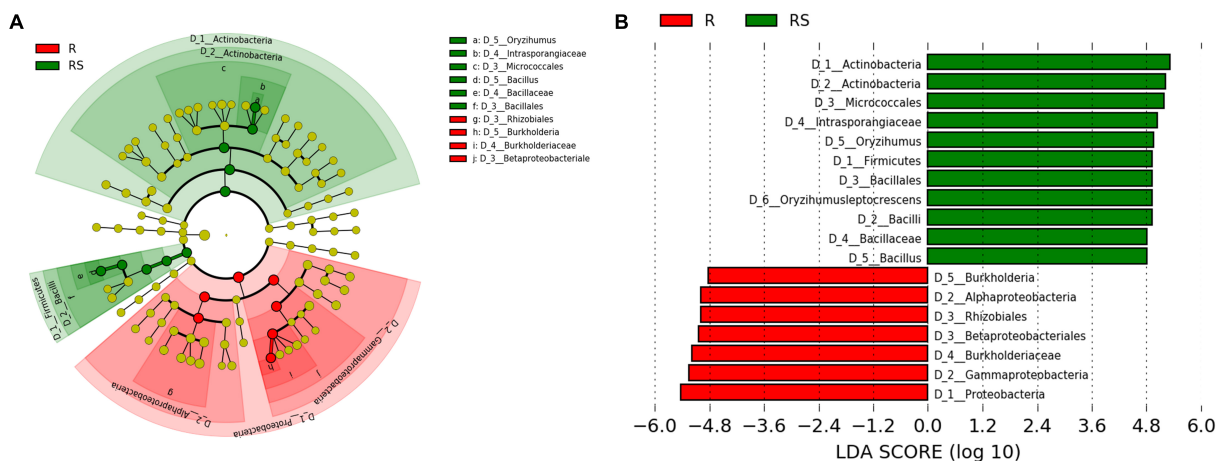 A
R
RS
D_1__Actinobacteria
D_2__Actinobacteria
c
b
a
e
d
f
D_2__Bacilli
D_1__Firmicutes
g
D_2__Alphaproteobacteria
D_1__Proteobacteria
h
i
j
D_2__Gammaproteobacteria
a: D_5__Oryzihumus
b: D_4__Intrasporangiaceae
c: D_3__Micrococcales
d: D_5__Bacillus
e: D_4__Bacillaceae
f: D_3__Bacillales
g: D_3__Rhizobiales
h: D_5__Burkholderia
i: D_4__Burkholderiaceae
j: D_3__Betaproteobacteriale
B
R RS
D_1__Actinobacteria
D_2__Actinobacteria
D_3__Micrococcales
D_4__Intrasporangiaceae
D_5__Oryzihumus
D_1__Firmicutes
D_3__Bacillales
D_6__Oryzihumusleptocrescens
D_2__Bacilli
D_4__Bacillaceae
D_5__Bacillus
D_5__Burkholderia
D_2__Alphaproteobacteria
D_3__Rhizobiales
D_3__Betaproteobacteriales
D_4__Burkholderiaceae
D_2__Gammaproteobacteria
D_1__Proteobacteria
−6.0 −4.8 −3.6 −2.4 −1.2 0.0 1.2 2.4 3.6 4.8 6.0
LDA SCORE (log 10)